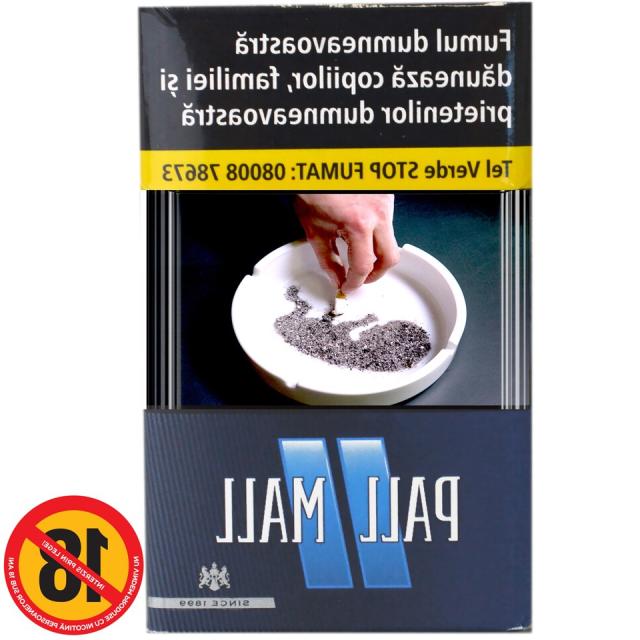 Fumul dumneavoastră
dăunează copiilor, familiei și
prietenilor dumneavoastră
Tel Verde STOP FUMAT: 08008 78673
PALL MALL
SINCE 1899
18
INTERZIS PRIN LEGE!
NU VINDEM PRODUSE CU NICOTINĂ PERSOANELOR SUB 18 ANI